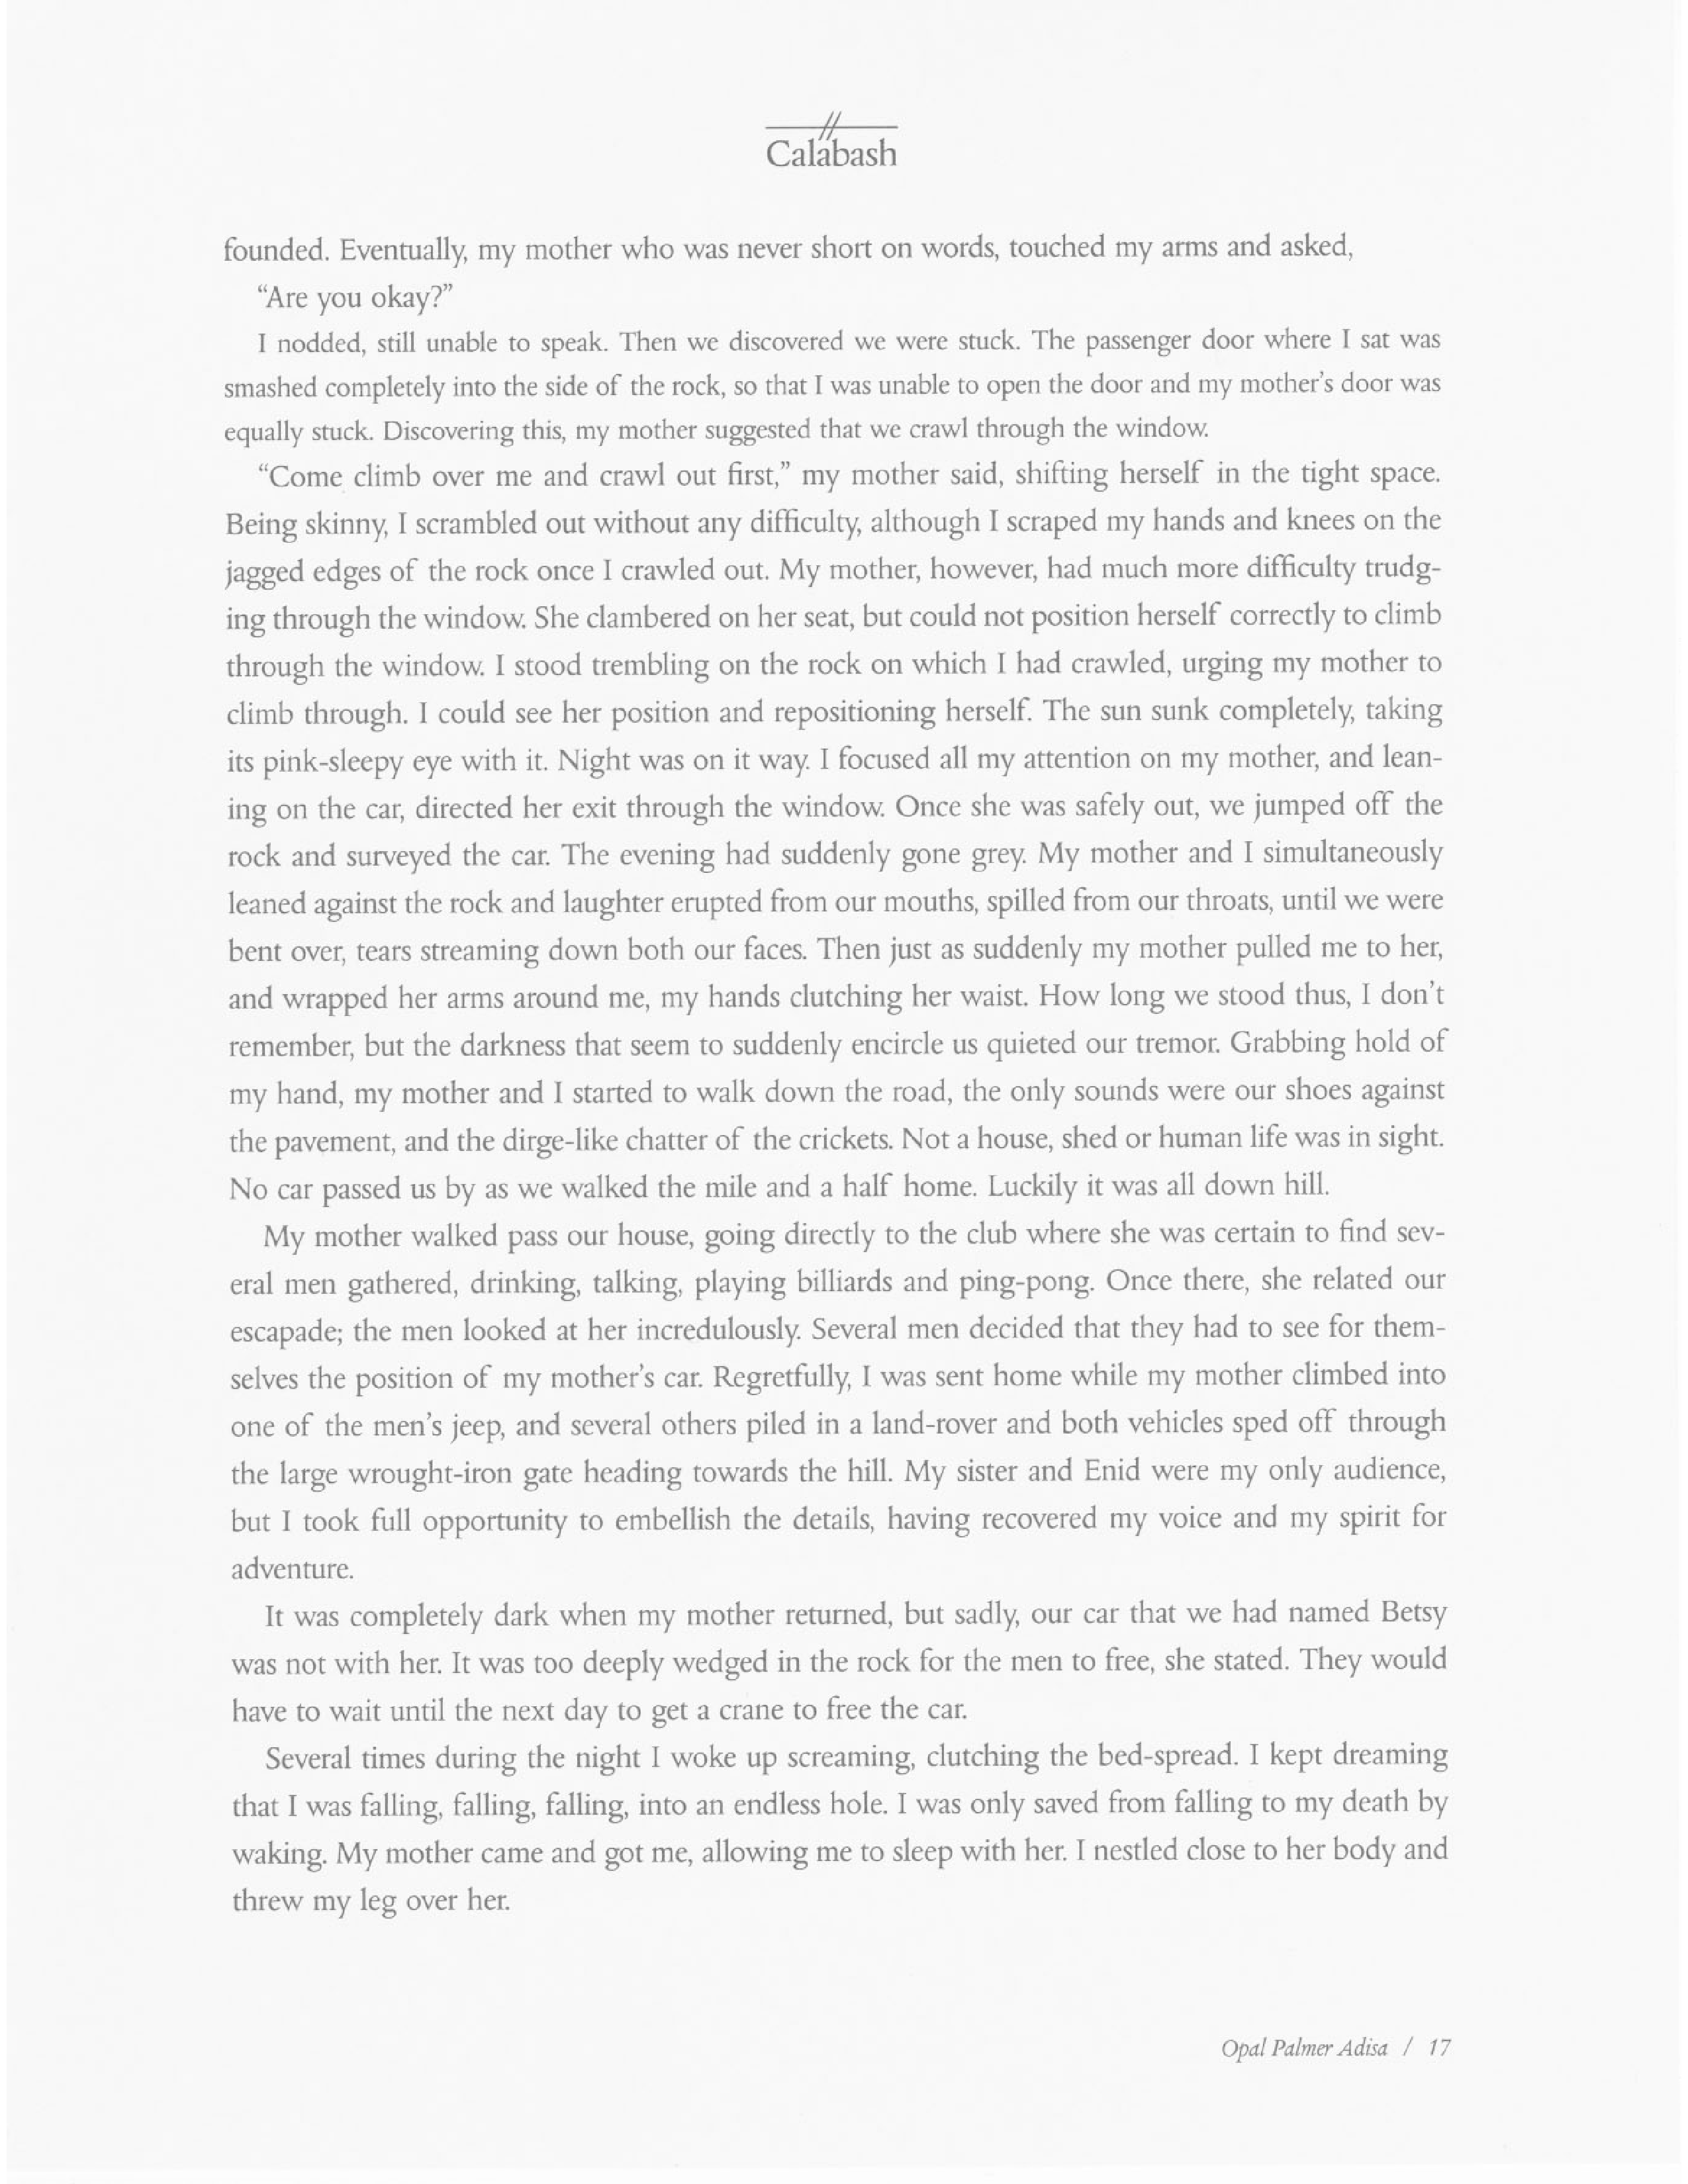 Calabash
founded. Eventually, my mother who was never short on words, touched my arms and asked,
“Are you okay?”
I nodded, still unable to speak. Then we discovered we were stuck. The passenger door where I sat was
smashed completely into the side of the rock, so that I was unable to open the door and my mother’s door was
equally stuck. Discovering this, my mother suggested that we crawl through the window.
“Come climb over me and crawl out first,” my mother said, shifting herself in the tight space.
Being skinny, I scrambled out without any difficulty, although I scraped my hands and knees on the
jagged edges of the rock once I crawled out. My mother, however, had much more difficulty trudg-
ing through the window. She clambered on her seat, but could not position herself correctly to climb
through the window. I stood trembling on the rock on which I had crawled, urging my mother to
climb through. I could see her position and repositioning herself. The sun sunk completely, taking
its pink-sleepy eye with it. Night was on it way. I focused all my attention on my mother, and lean-
ing on the car, directed her exit through the window. Once she was safely out, we jumped off the
rock and surveyed the car. The evening had suddenly gone grey. My mother and I simultaneously
leaned against the rock and laughter erupted from our mouths, spilled from our throats, until we were
bent over, tears streaming down both our faces. Then just as suddenly my mother pulled me to her,
and wrapped her arms around me, my hands clutching her waist. How long we stood thus, I don’t
remember, but the darkness that seem to suddenly encircle us quieted our tremor. Grabbing hold of
my hand, my mother and I started to walk down the road, the only sounds were our shoes against
the pavement, and the dirge-like chatter of the crickets. Not a house, shed or human life was in sight.
No car passed us by as we walked the mile and a half home. Luckily it was all down hill.
My mother walked pass our house, going directly to the club where she was certain to find sev-
eral men gathered, drinking, talking, playing billiards and ping-pong. Once there, she related our
escapade; the men looked at her incredulously. Several men decided that they had to see for them-
selves the position of my mother’s car. Regretfully, I was sent home while my mother climbed into
one of the men’s jeep, and several others piled in a land-rover and both vehicles sped off through
the large wrought-iron gate heading towards the hill. My sister and Enid were my only audience,
but I took full opportunity to embellish the details, having recovered my voice and my spirit for
adventure.
It was completely dark when my mother returned, but sadly, our car that we had named Betsy
was not with her. It was too deeply wedged in the rock for the men to free, she stated. They would
have to wait until the next day to get a crane to free the car.
Several times during the night I woke up screaming, clutching the bed-spread. I kept dreaming
that I was falling, falling, falling, into an endless hole. I was only saved from falling to my death by
waking. My mother came and got me, allowing me to sleep with her. I nestled close to her body and
threw my leg over her.
Opal Palmer Adisa / 17